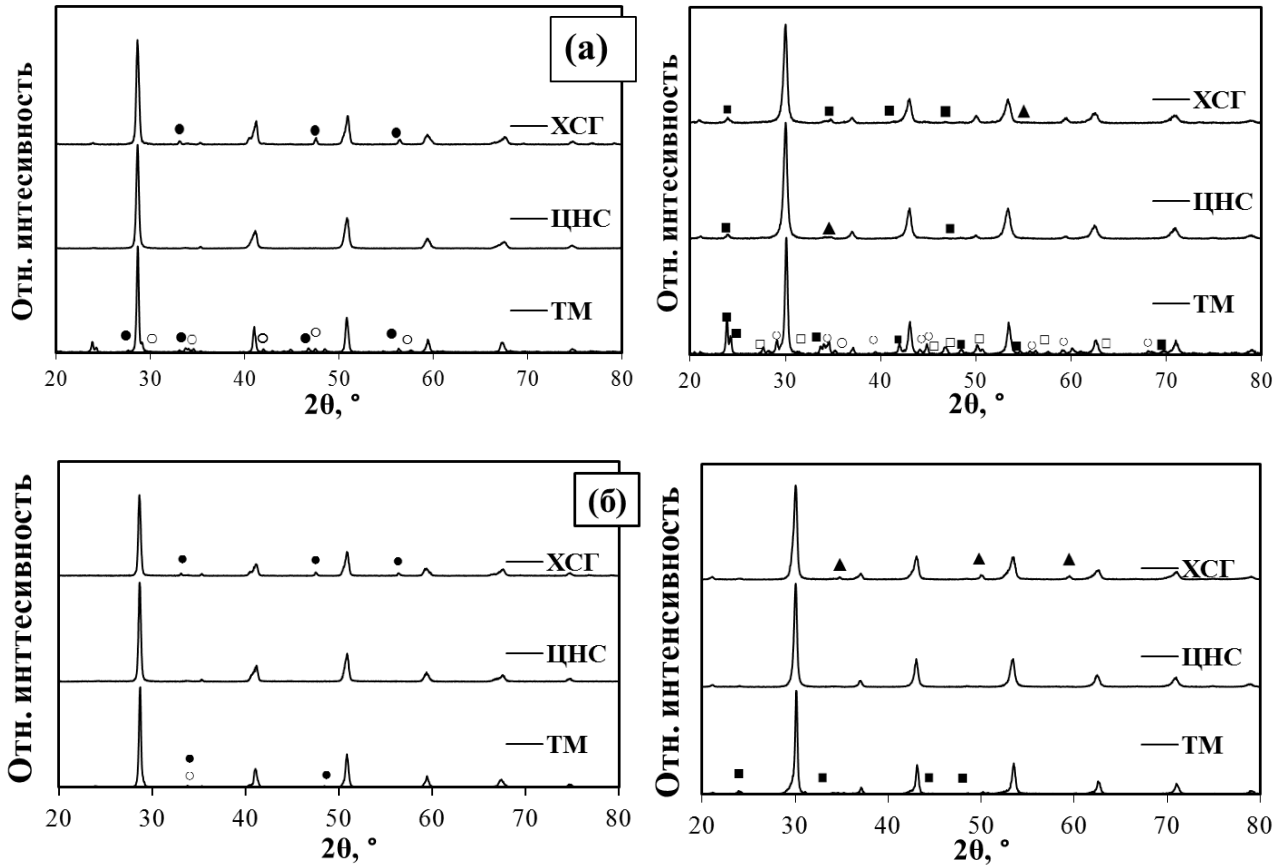 (а)
Отн. интесивность
ХСГ
ЦНС
ТМ
20 30 40 50 60 70 80
2θ, °
Отн. интесивность
ХСГ
ЦНС
ТМ
20 30 40 50 60 70 80
2θ, °
(б)
Отн. инттесивность
ХСГ
ЦНС
ТМ
20 30 40 50 60 70 80
2θ, °
Отн. интенсивность
ХСГ
ЦНС
ТМ
20 30 40 50 60 70 80
2θ, °